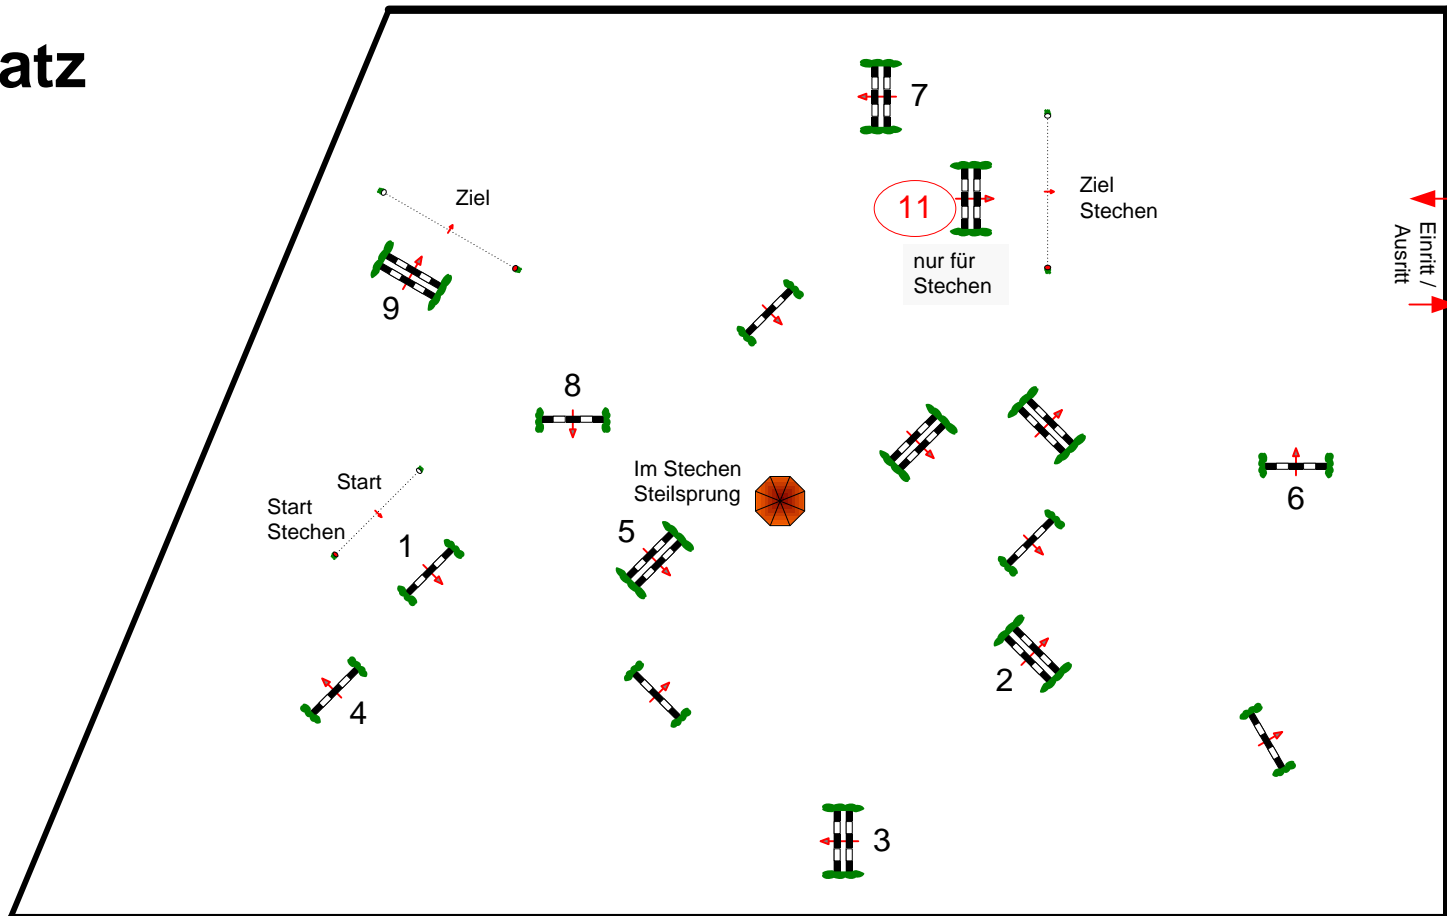 atz
7
Ziel
Ziel
Stechen
11
nur für
Stechen
Einritt /
Ausritt
9
8
Im Stechen
Steilsprung
6
Start
Start
Stechen
5
1
2
4
3